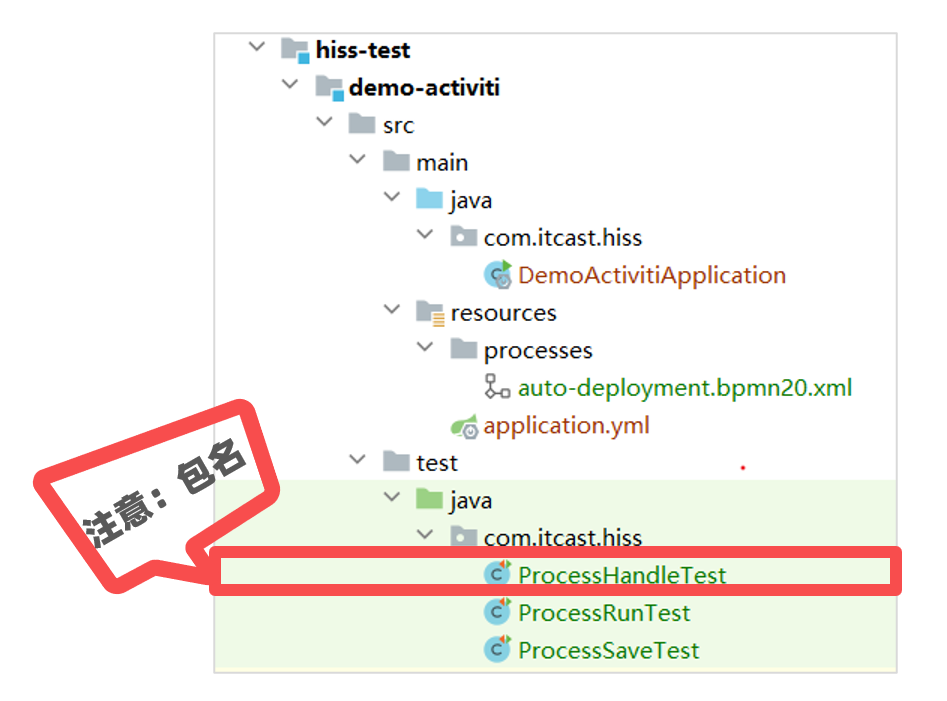 hiss-test
demo-activiti
src
main
java
com.itcast.hiss
DemoActivitiApplication
resources
processes
auto-deployment.bpmn20.xml
application.yml
test
java
com.itcast.hiss
ProcessHandleTest
ProcessRunTest
ProcessSaveTest
注意：包名